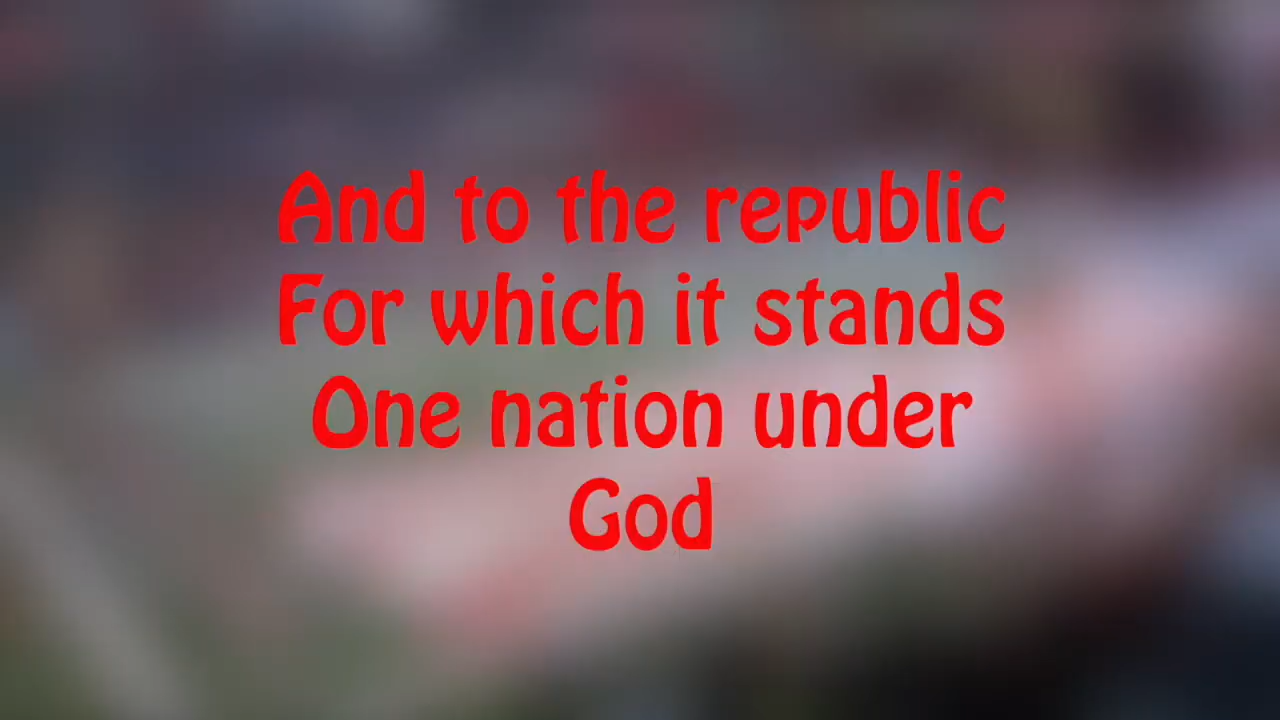 And to the republic
For which it stands
One nation under
God